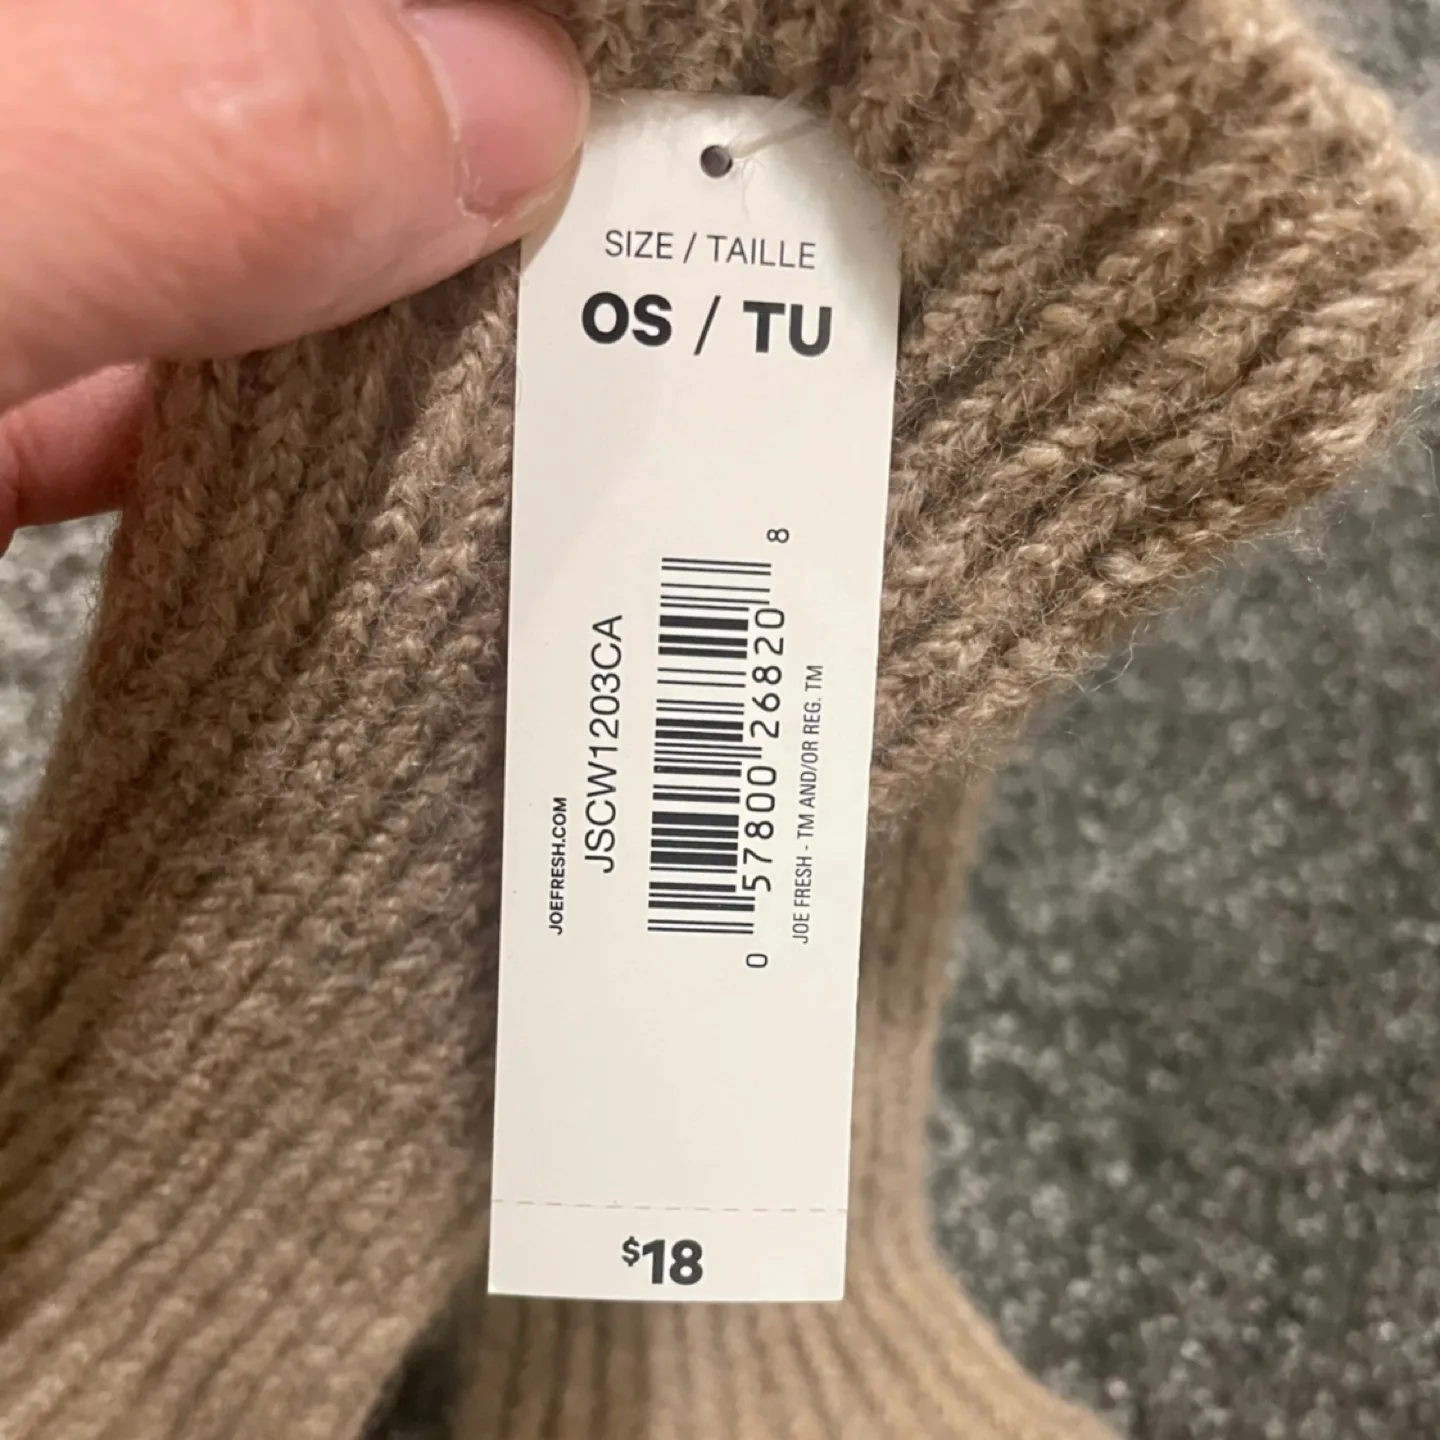 SIZE / TAILLE
OS / TU
JOEFRESH.COM
JSCW1203CA
0 57800 26820 8
JOE FRESH - TM AND/OR REG. TM
$18